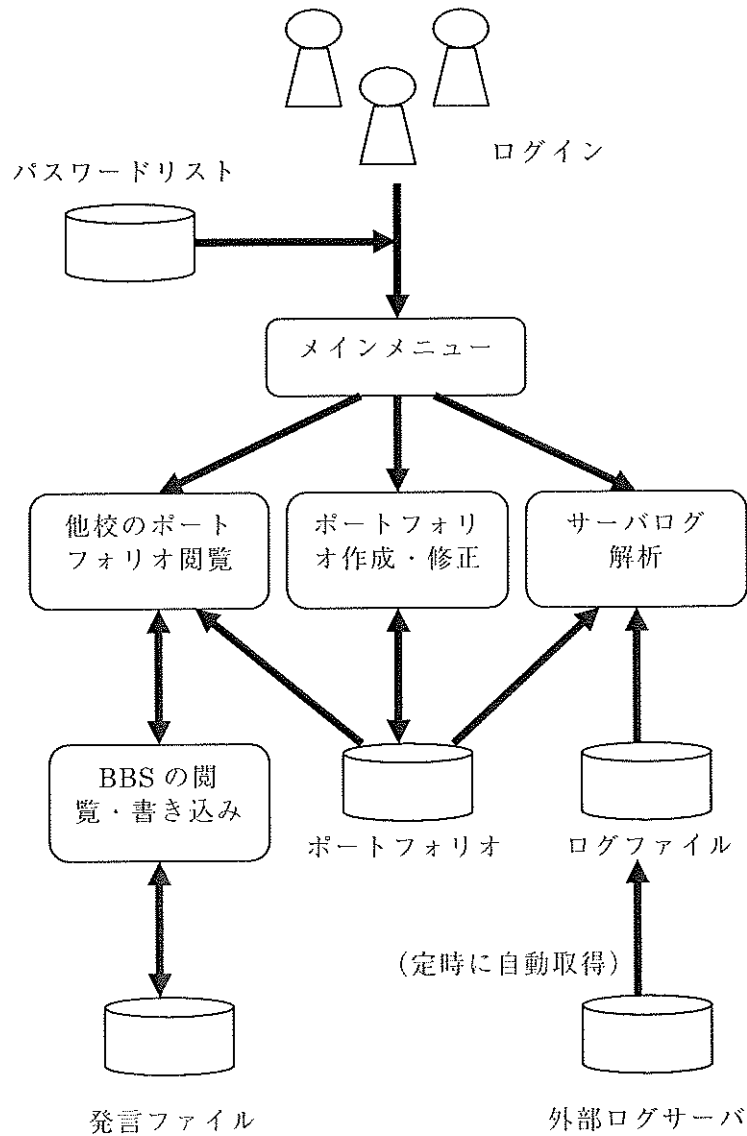 ログイン
パスワードリスト
メインメニュー
他校のポート
フォリオ閲覧
ポートフォリ
オ作成・修正
サーバログ
解析
BBS の閲
覧・書き込み
ポートフォリオ
ログファイル
(定時に自動取得)
発言ファイル
外部ログサーバ